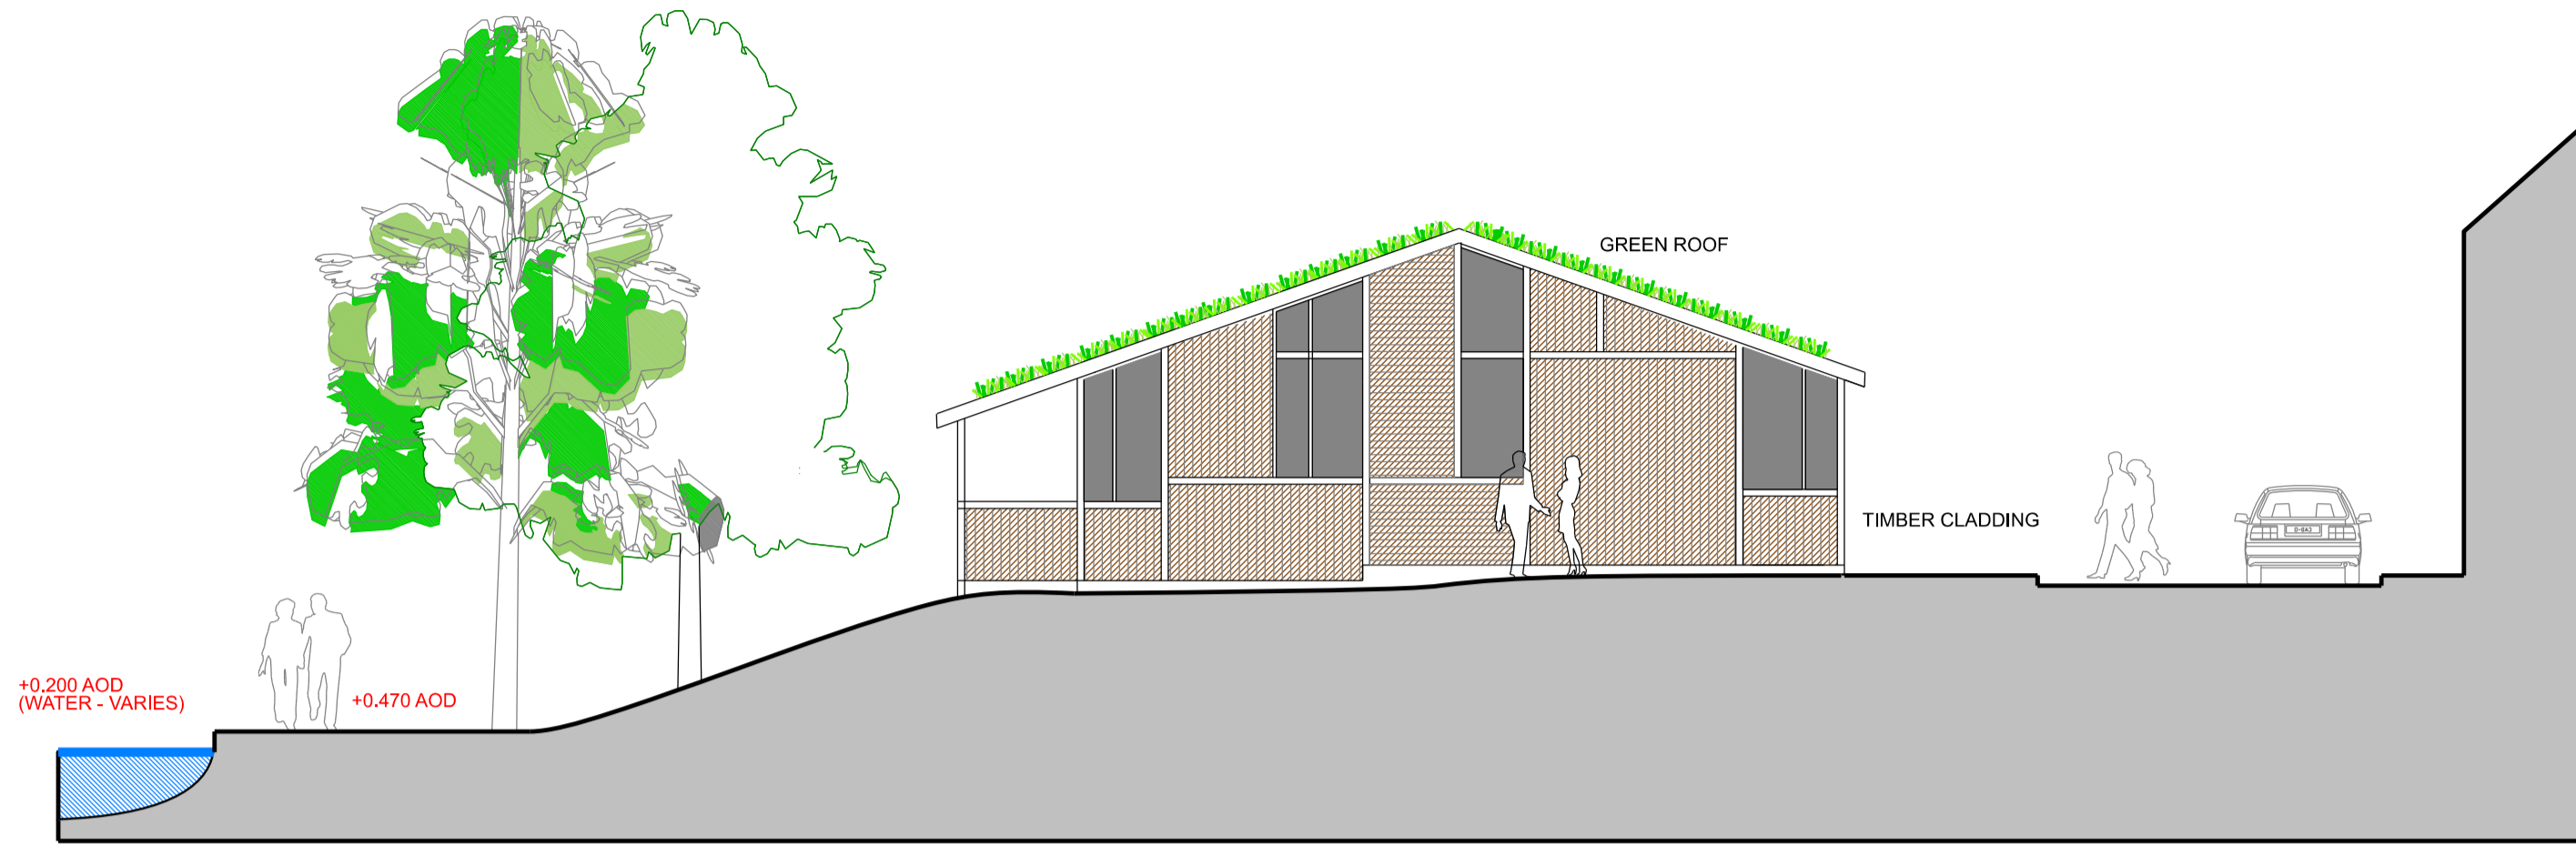 GREEN ROOF
TIMBER CLADDING
+0.200 AOD
(WATER - VARIES)
+0.470 AOD